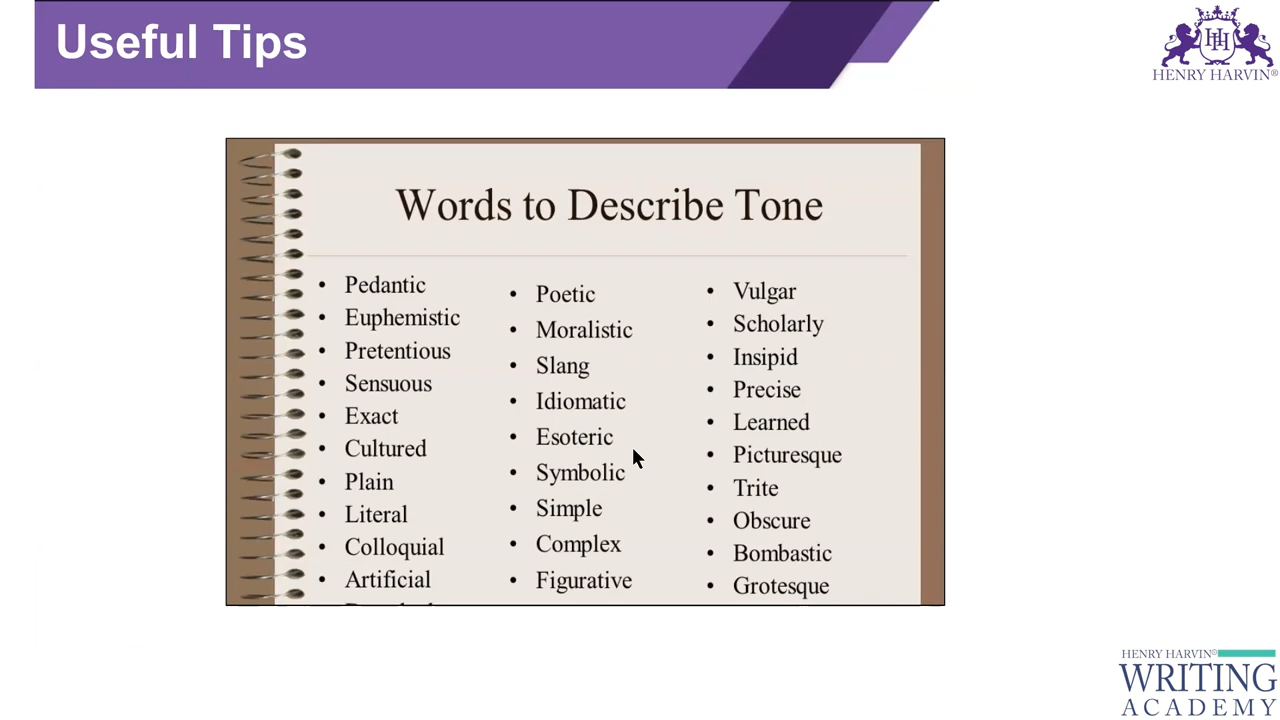 Useful Tips
HENRY HARVIN®
Words to Describe Tone
• Pedantic
• Euphemistic
• Pretentious
• Sensuous
• Exact
• Cultured
• Plain
• Literal
• Colloquial
• Artificial
• Poetic
• Moralistic
• Slang
• Idiomatic
• Esoteric
• Symbolic
• Simple
• Complex
• Figurative
• Vulgar
• Scholarly
• Insipid
• Precise
• Learned
• Picturesque
• Trite
• Obscure
• Bombastic
• Grotesque
HENRY HARVIN®
WRITING
ACADEMY